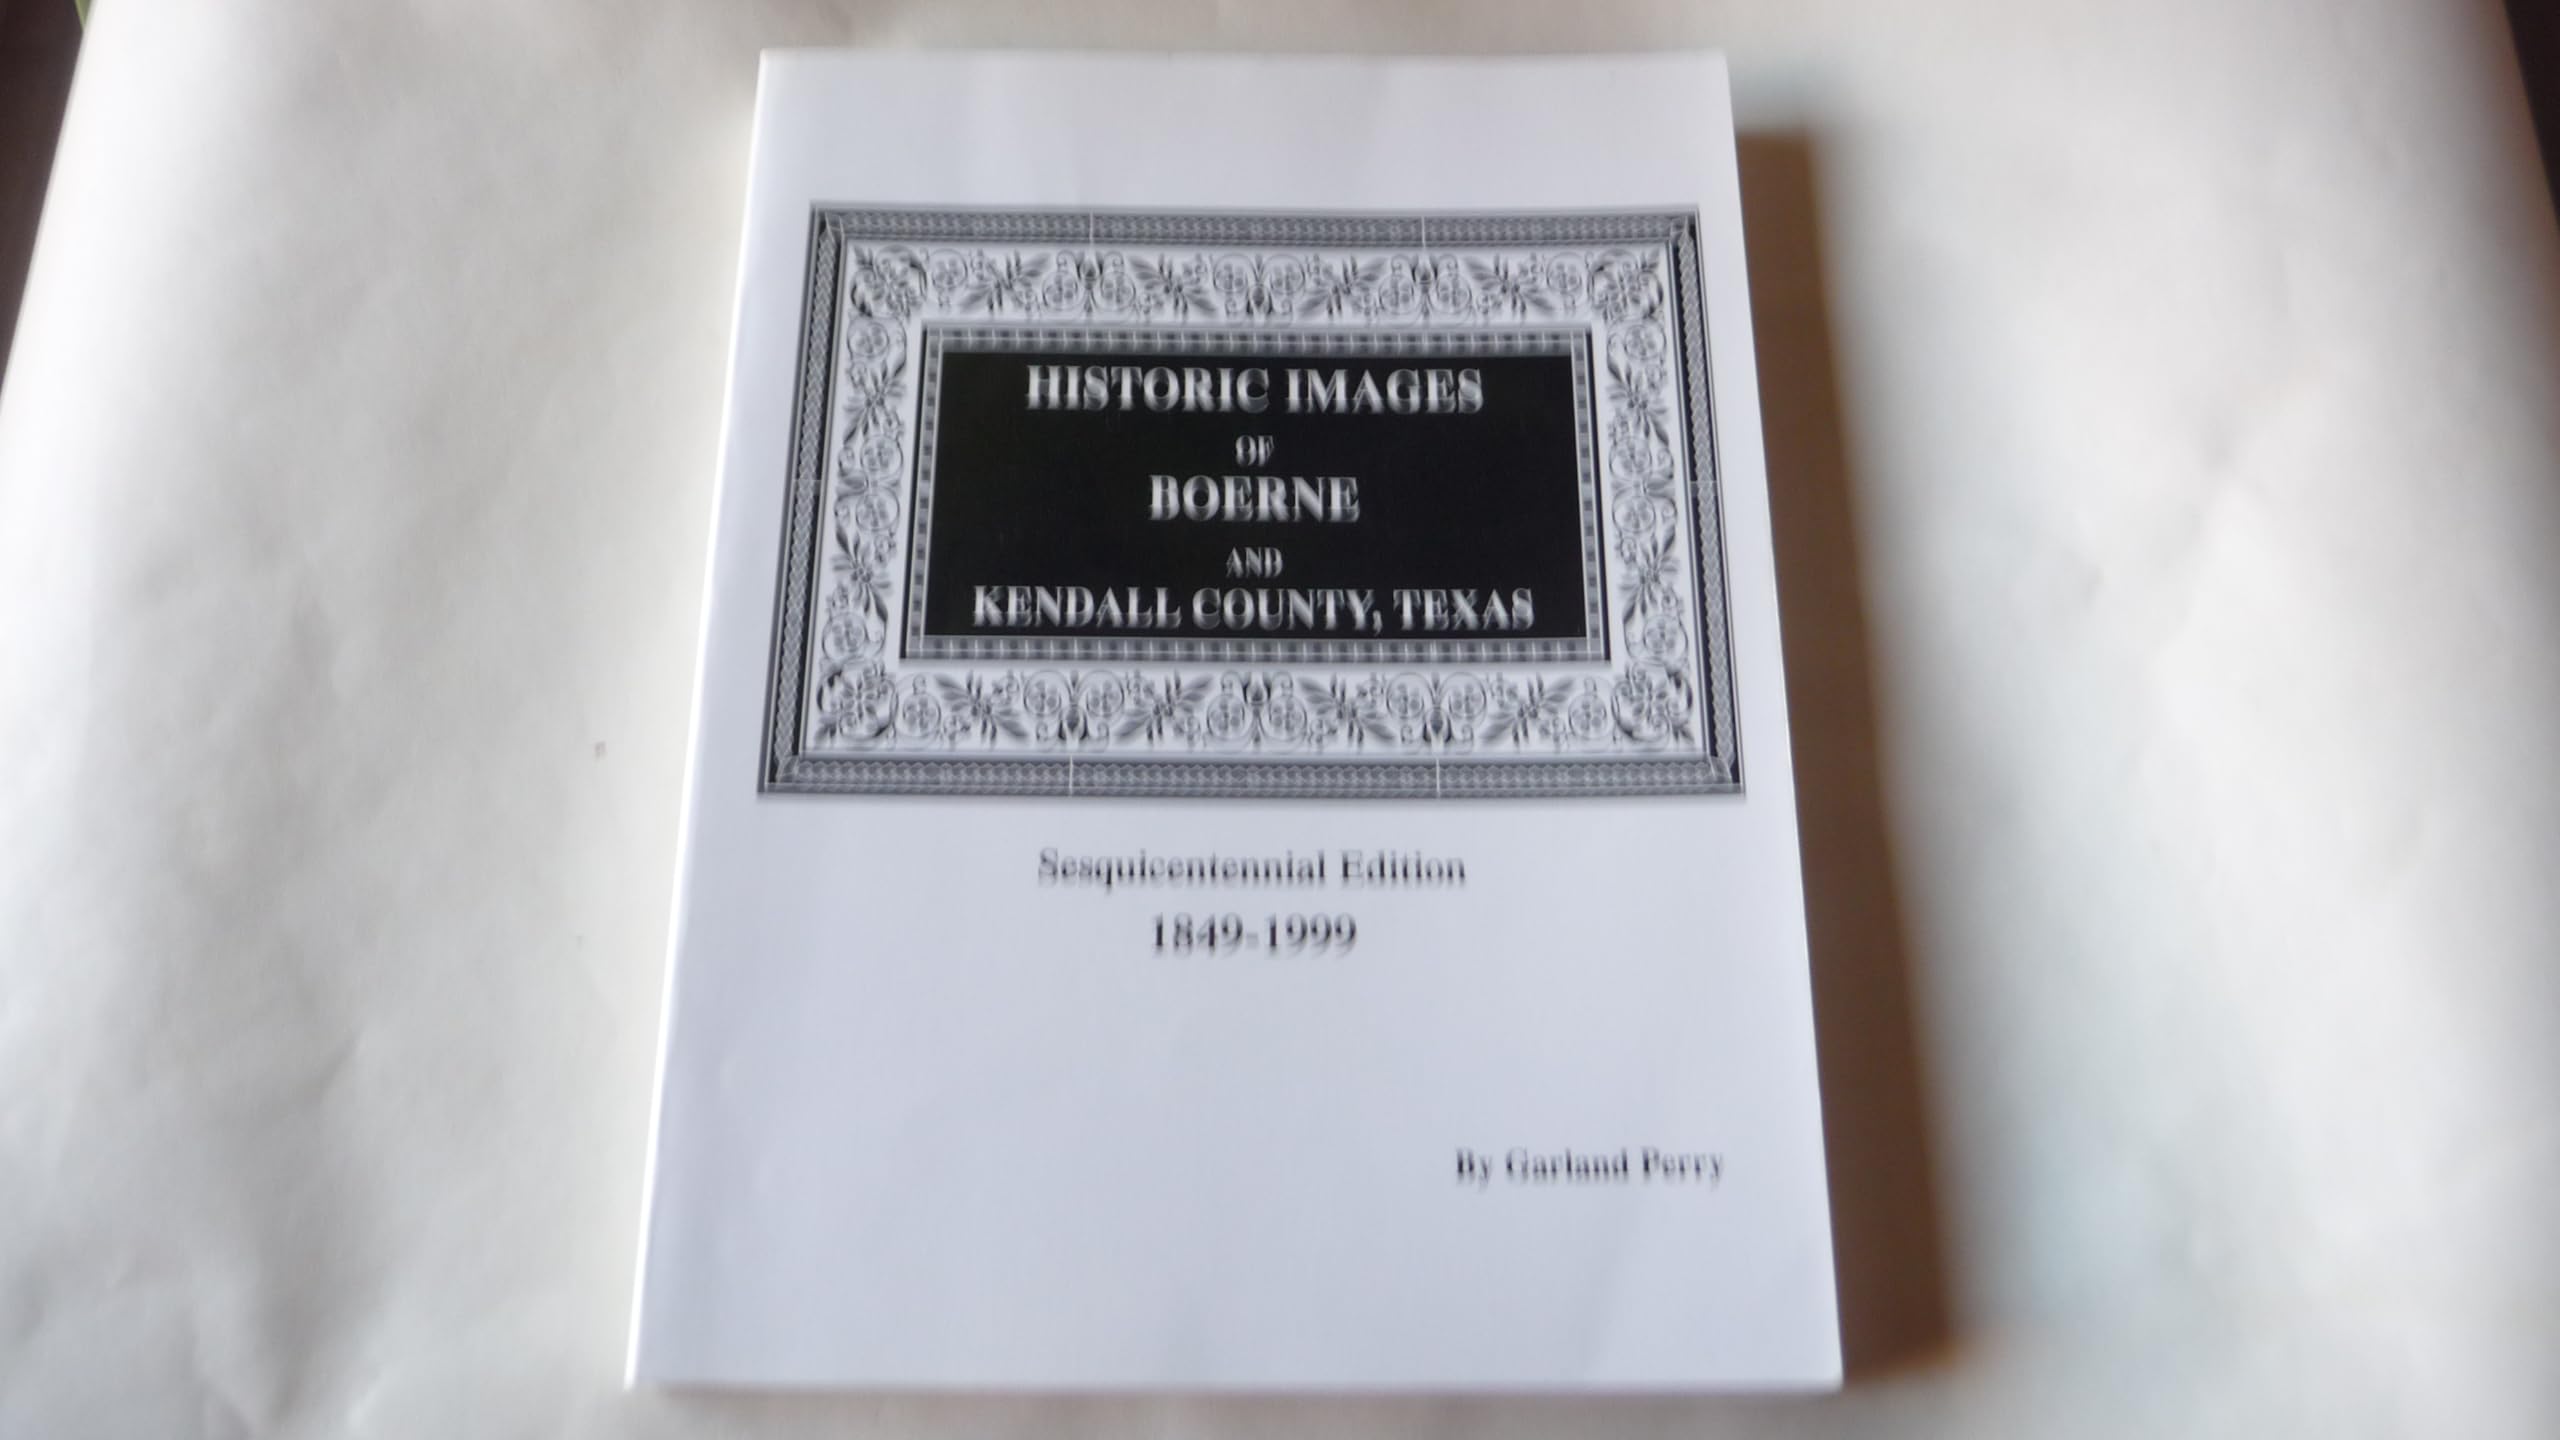 HISTORIC IMAGES
OF
BOERNE
AND
KENDALL COUNTY, TEXAS
Sesquicentennial Edition
1849-1999
By Garland Perry